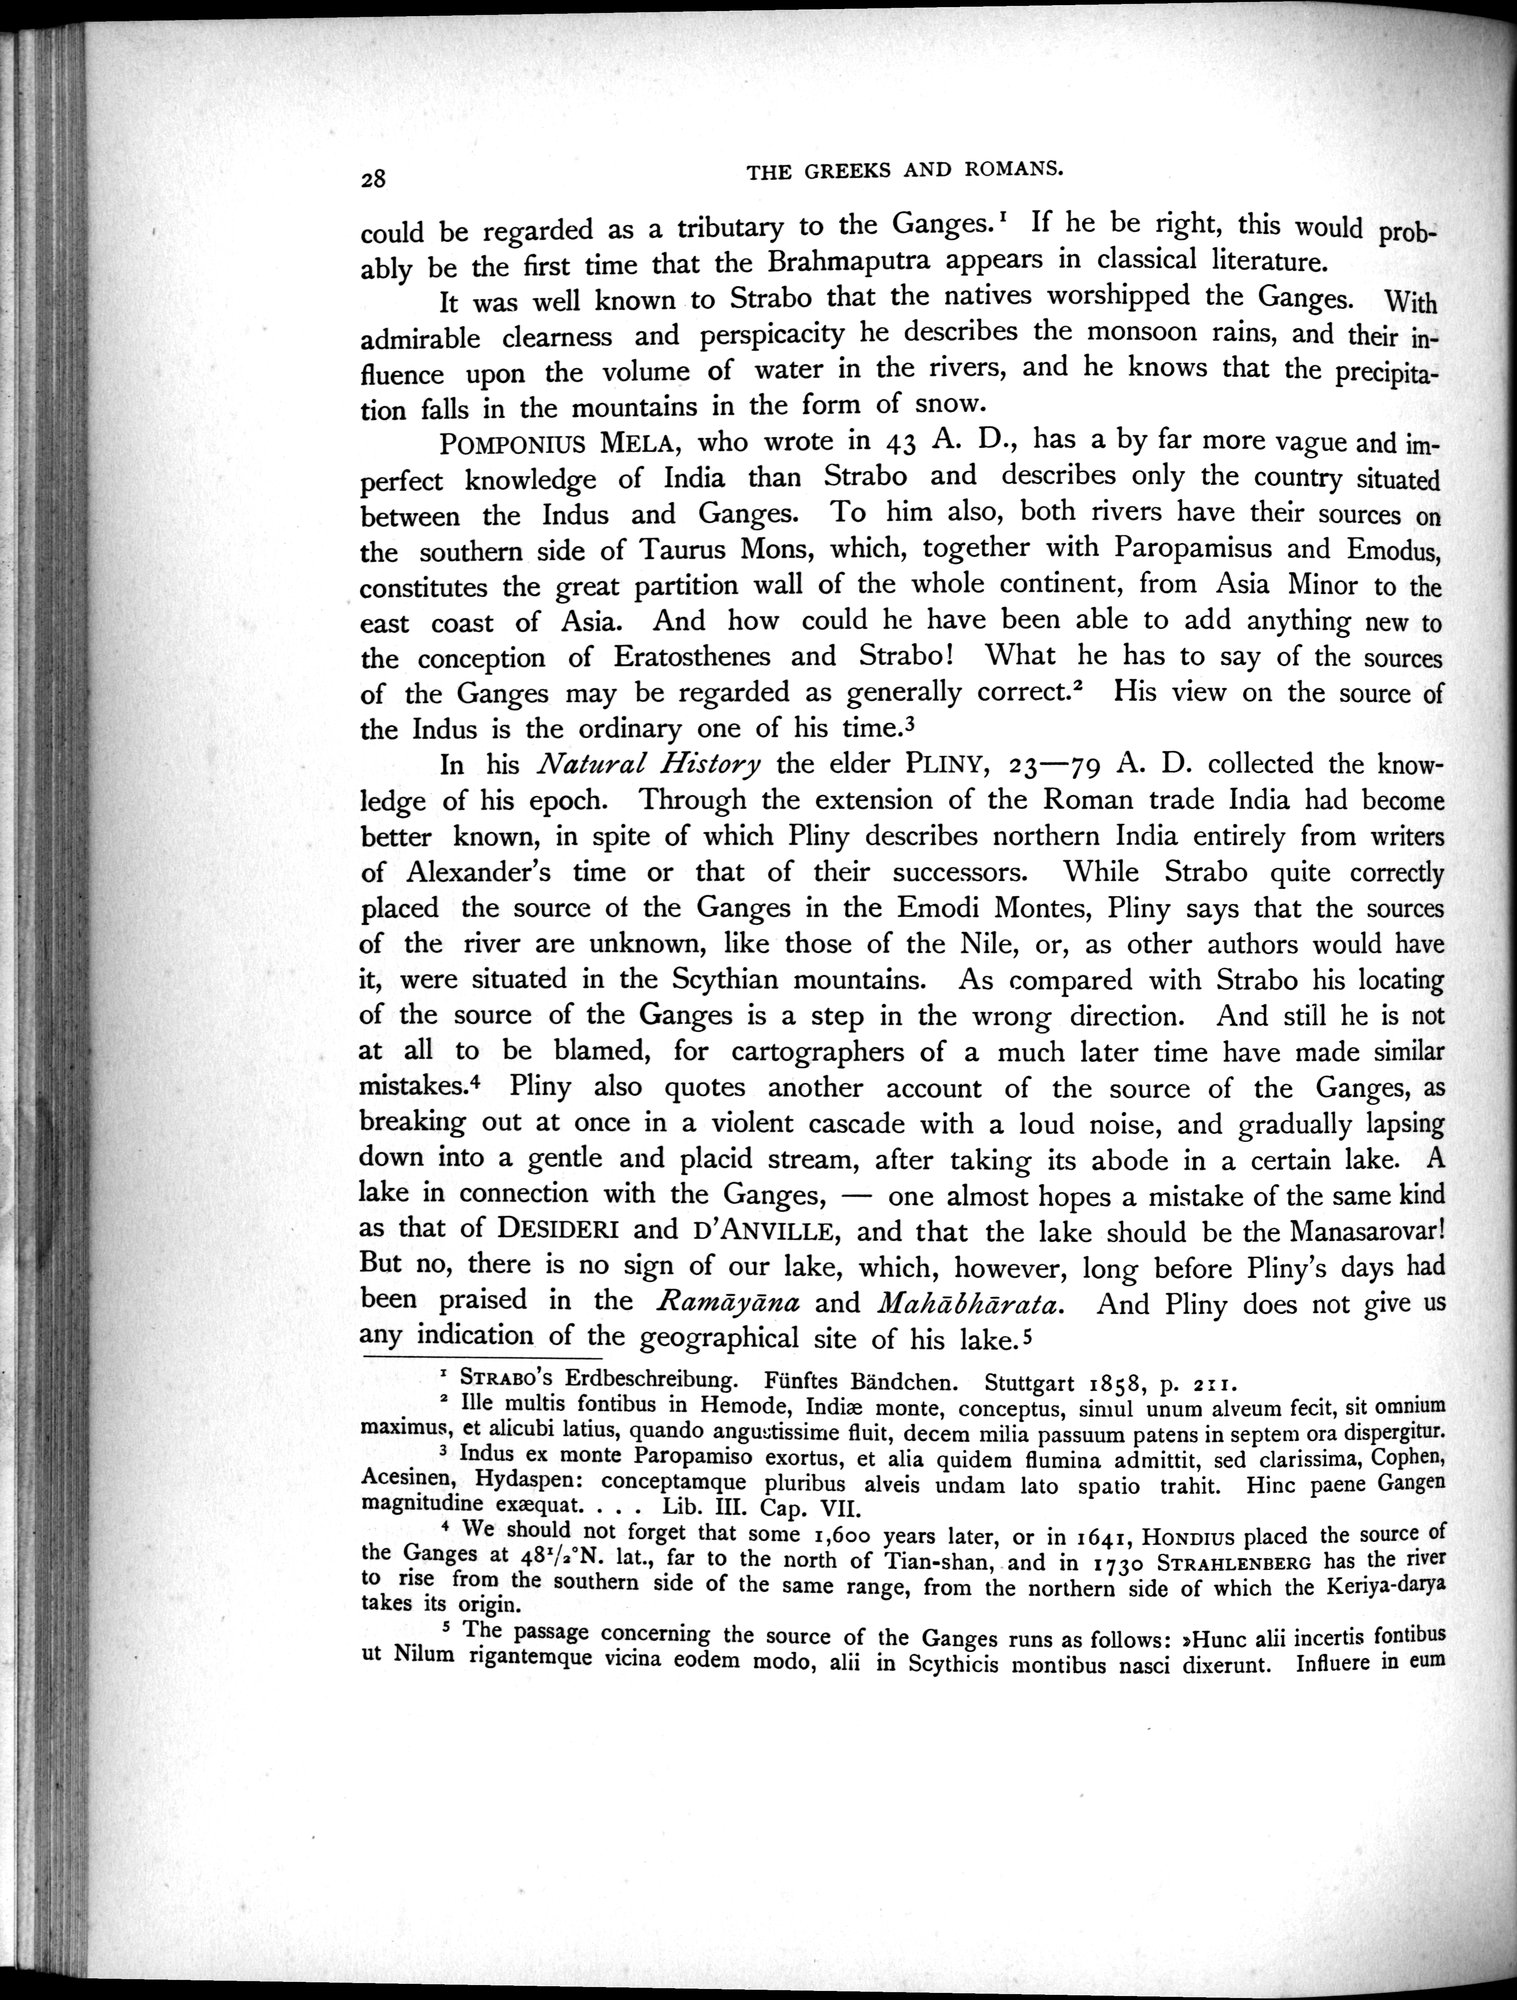 28
THE GREEKS AND ROMANS.
could be regarded as a tributary to the Ganges.¹ If he be right, this would prob-
ably be the first time that the Brahmaputra appears in classical literature.
It was well known to Strabo that the natives worshipped the Ganges. With
admirable clearness and perspicacity he describes the monsoon rains, and their in-
fluence upon the volume of water in the rivers, and he knows that the precipita-
tion falls in the mountains in the form of snow.
POMPONIUS MELA, who wrote in 43 A. D., has a by far more vague and im-
perfect knowledge of India than Strabo and describes only the country situated
between the Indus and Ganges. To him also, both rivers have their sources on
the southern side of Taurus Mons, which, together with Paropamisus and Emodus,
constitutes the great partition wall of the whole continent, from Asia Minor to the
east coast of Asia. And how could he have been able to add anything new to
the conception of Eratosthenes and Strabo! What he has to say of the sources
of the Ganges may be regarded as generally correct.² His view on the source of
the Indus is the ordinary one of his time.³
In his Natural History the elder PLINY, 23—79 A. D. collected the know-
ledge of his epoch. Through the extension of the Roman trade India had become
better known, in spite of which Pliny describes northern India entirely from writers
of Alexander's time or that of their successors. While Strabo quite correctly
placed the source of the Ganges in the Emodi Montes, Pliny says that the sources
of the river are unknown, like those of the Nile, or, as other authors would have
it, were situated in the Scythian mountains. As compared with Strabo his locating
of the source of the Ganges is a step in the wrong direction. And still he is not
at all to be blamed, for cartographers of a much later time have made similar
mistakes.⁴ Pliny also quotes another account of the source of the Ganges, as
breaking out at once in a violent cascade with a loud noise, and gradually lapsing
down into a gentle and placid stream, after taking its abode in a certain lake. A
lake in connection with the Ganges, — one almost hopes a mistake of the same kind
as that of DESIDERI and D'ANVILLE, and that the lake should be the Manasarovar!
But no, there is no sign of our lake, which, however, long before Pliny's days had
been praised in the Ramāyāna and Mahābhārata. And Pliny does not give us
any indication of the geographical site of his lake.⁵
¹ STRABO's Erdbeschreibung. Fünftes Bändchen. Stuttgart 1858, p. 211.
² Ille multis fontibus in Hemode, Indiæ monte, conceptus, simul unum alveum fecit, sit omnium
maximus, et alicubi latius, quando angustissime fluit, decem milia passuum patens in septem ora dispergitur.
³ Indus ex monte Paropamiso exortus, et alia quidem flumina admittit, sed clarissima, Cophen,
Acesinen, Hydaspen: conceptamque pluribus alveis undam lato spatio trahit. Hinc paene Gangen
magnitudine exæquat. . . . Lib. III. Cap. VII.
⁴ We should not forget that some 1,600 years later, or in 1641, HONDIUS placed the source of
the Ganges at 48¹/₂°N. lat., far to the north of Tian-shan, and in 1730 STRAHLENBERG has the river
to rise from the southern side of the same range, from the northern side of which the Keriya-darya
takes its origin.
⁵ The passage concerning the source of the Ganges runs as follows: »Hunc alii incertis fontibus
ut Nilum rigantemque vicina eodem modo, alii in Scythicis montibus nasci dixerunt. Influere in eum